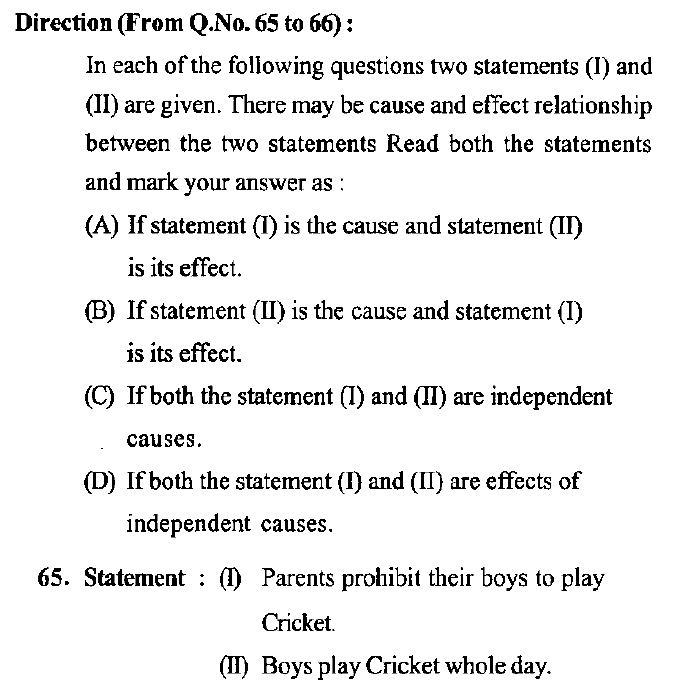 Direction (From Q.No. 65 to 66) :
In each of the following questions two statements (I) and
(II) are given. There may be cause and effect relationship
between the two statements Read both the statements
and mark your answer as :
(A) If statement (I) is the cause and statement (II)
is its effect.
(B) If statement (II) is the cause and statement (I)
is its effect.
(C) If both the statement (I) and (II) are independent
causes.
(D) If both the statement (I) and (II) are effects of
independent causes.
65. Statement : (I) Parents prohibit their boys to play
Cricket.
(II) Boys play Cricket whole day.